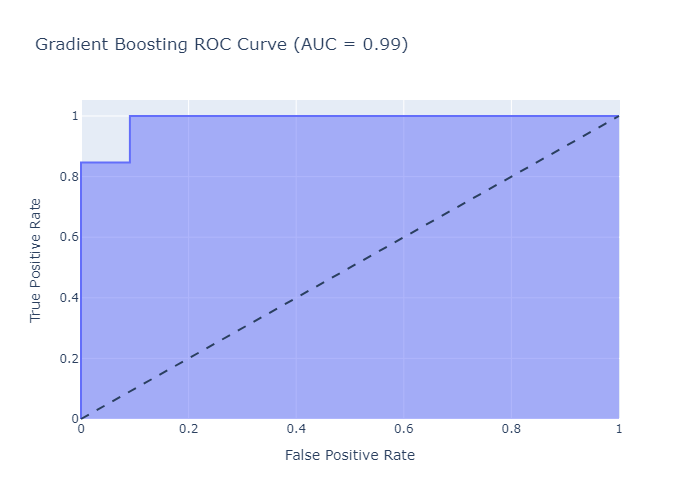 Gradient Boosting ROC Curve (AUC = 0.99)
True Positive Rate
1
0.8
0.6
0.4
0.2
0
0 0.2 0.4 0.6 0.8 1
False Positive Rate